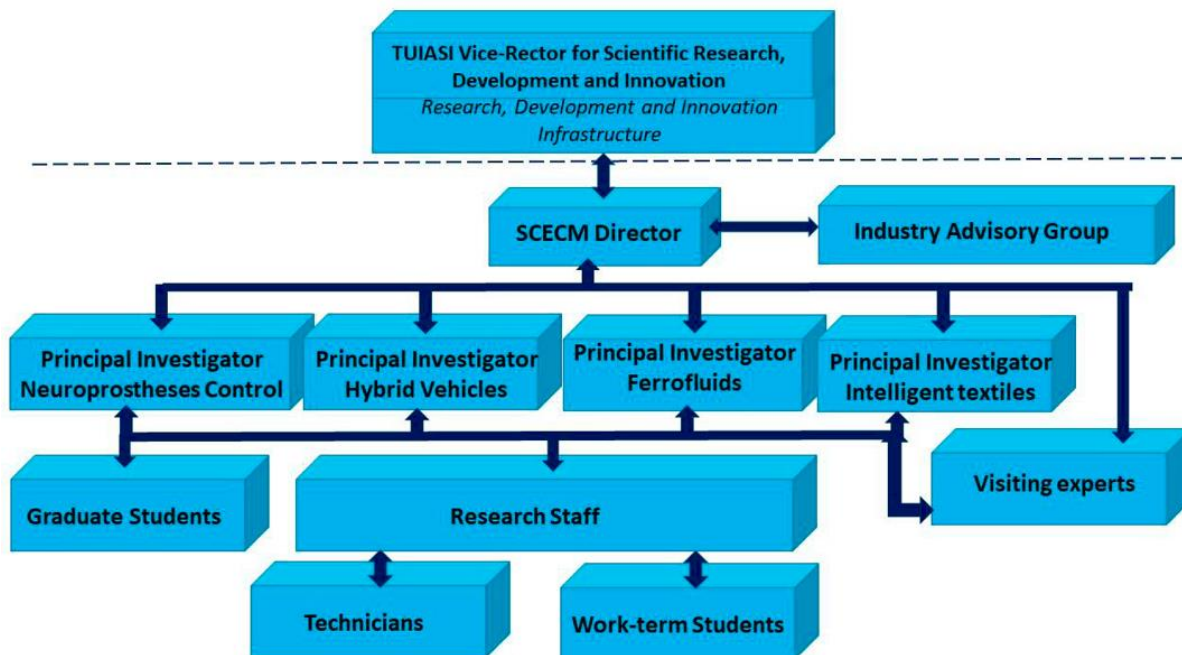 TUIASI Vice-Rector for Scientific Research,
Development and Innovation
Research, Development and Innovation
Infrastructure
SCECM Director
Industry Advisory Group
Principal Investigator
Neuroprostheses Control
Principal Investigator
Hybrid Vehicles
Principal Investigator
Ferrofluids
Principal Investigator
Intelligent textiles
Graduate Students
Research Staff
Visiting experts
Technicians
Work-term Students